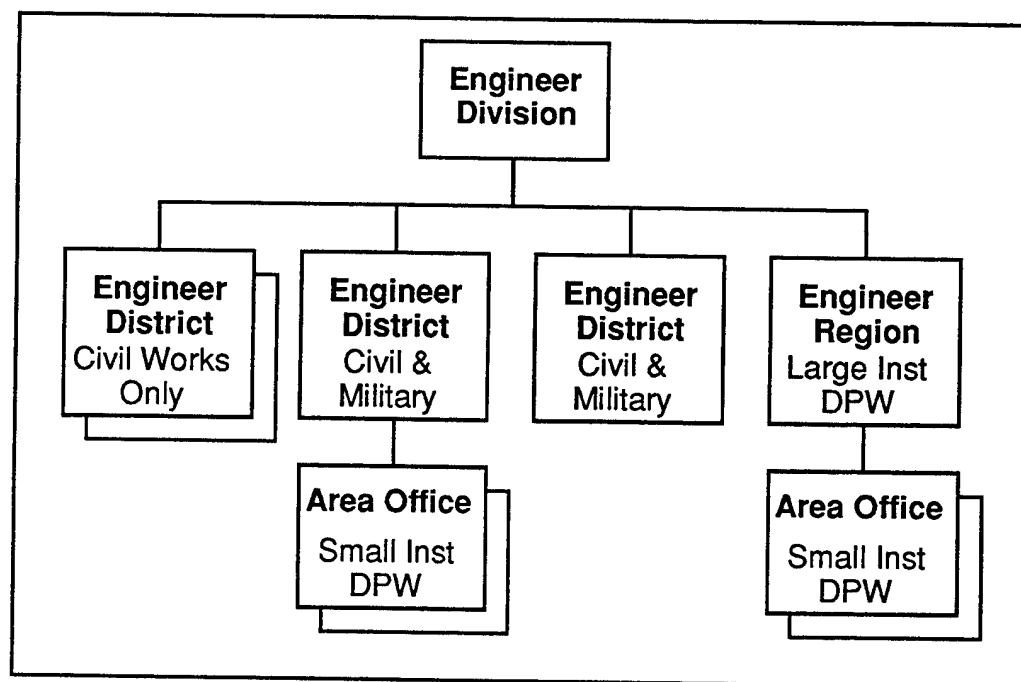 Engineer
Division
Engineer
District
Civil Works
Only
Engineer
District
Civil &
Military
Engineer
District
Civil &
Military
Engineer
Region
Large Inst
DPW
Area Office
Small Inst
DPW
Area Office
Small Inst
DPW